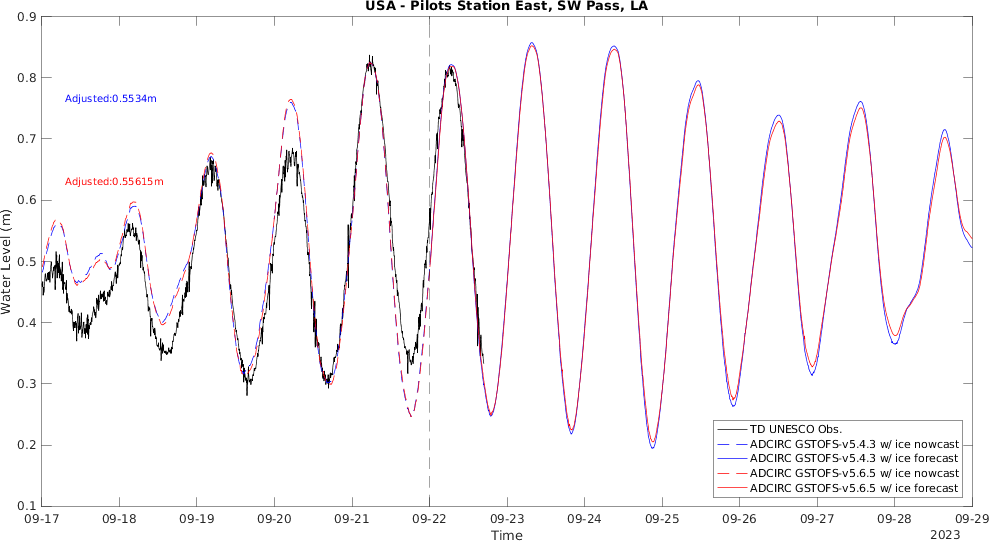 USA - Pilots Station East, SW Pass, LA
0.9
0.8
0.7
0.6
0.5
0.4
0.3
0.2
0.1
Water Level (m)
Adjusted:0.5534m
Adjusted:0.55615m
TD UNESCO Obs.
ADCIRC GSTOFS-v5.4.3 w/ ice nowcast
ADCIRC GSTOFS-v5.4.3 w/ ice forecast
ADCIRC GSTOFS-v5.6.5 w/ ice nowcast
ADCIRC GSTOFS-v5.6.5 w/ ice forecast
09-17 09-18 09-19 09-20 09-21 09-22 09-23 09-24 09-25 09-26 09-27 09-28 09-29
Time
2023